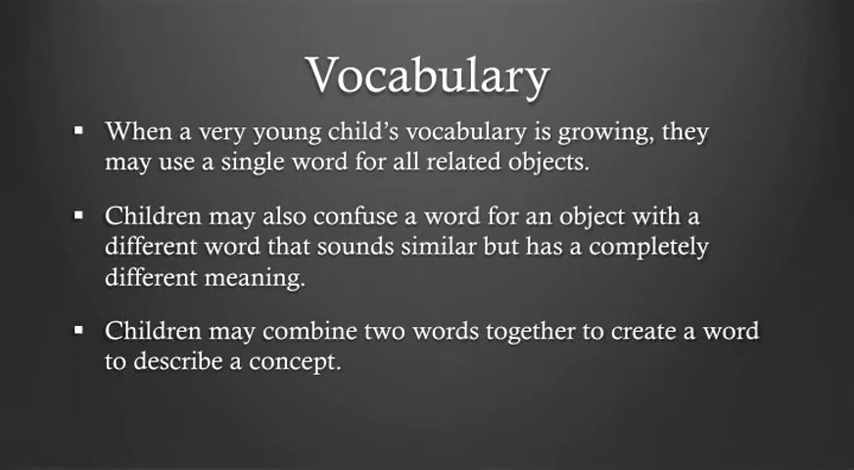 Vocabulary
▪ When a very young child's vocabulary is growing, they
may use a single word for all related objects.
▪ Children may also confuse a word for an object with a
different word that sounds similar but has a completely
different meaning.
▪ Children may combine two words together to create a word
to describe a concept.